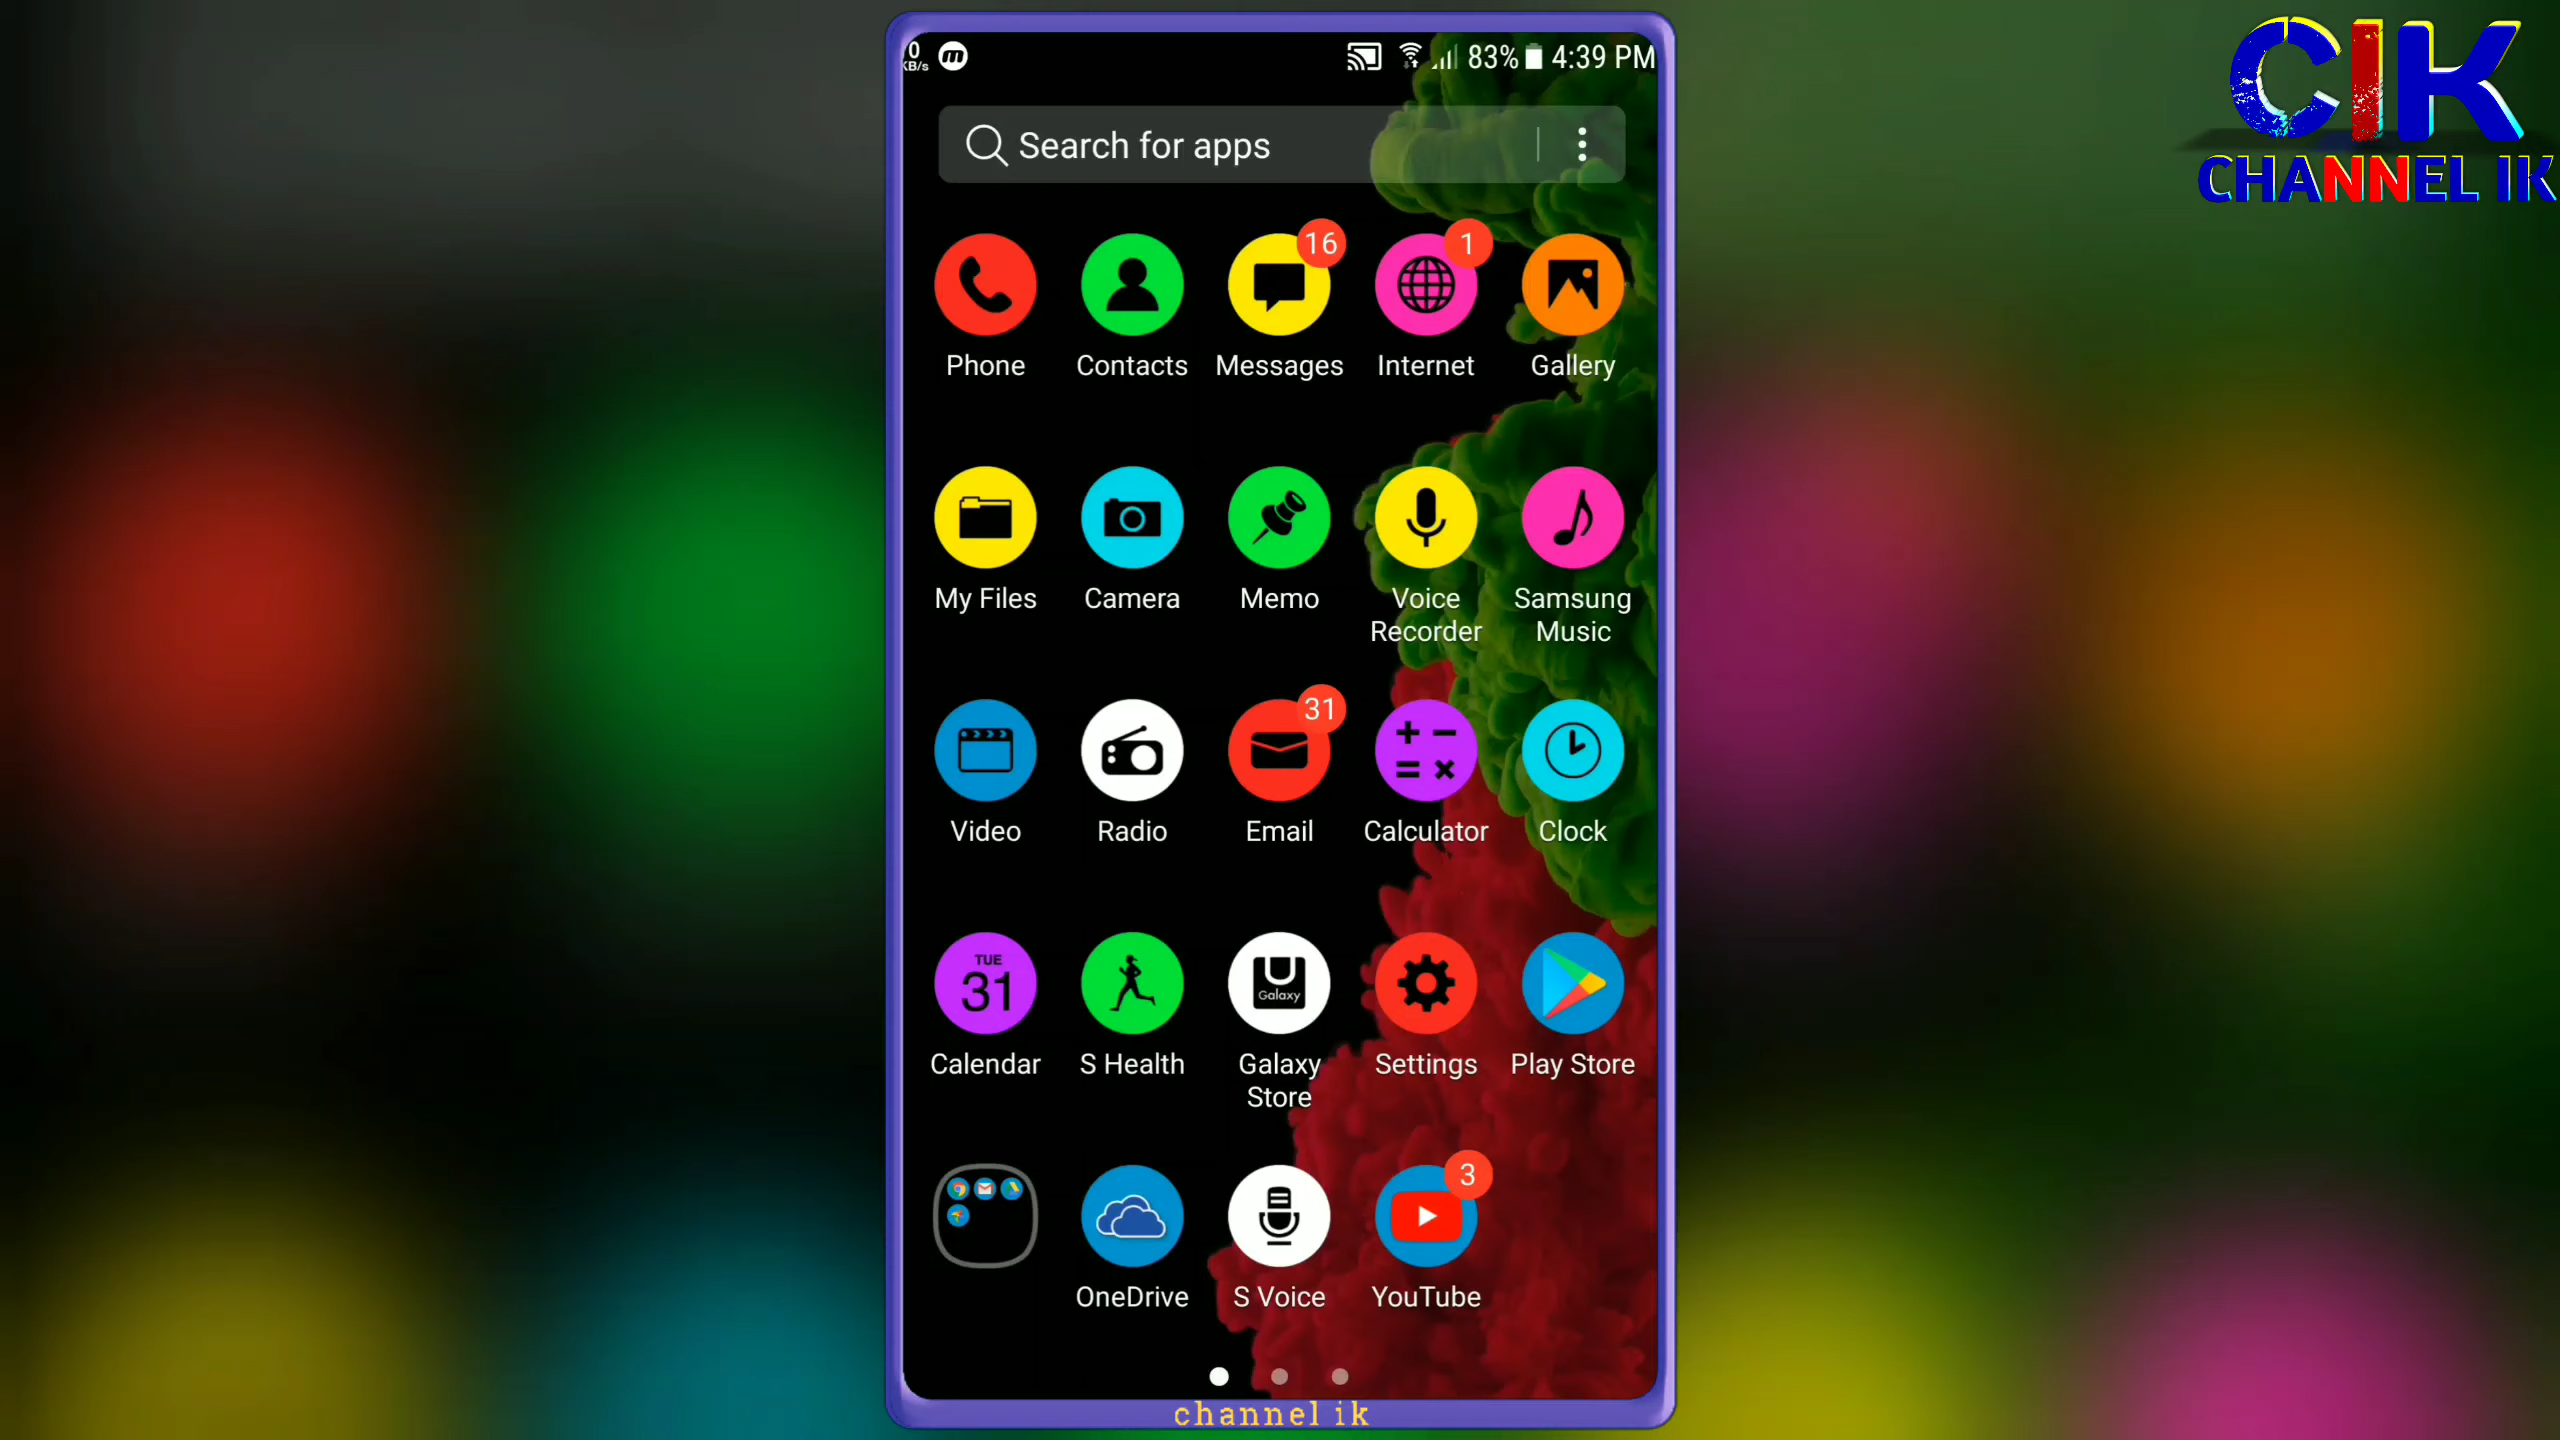 CIK
CHANNEL IK
0
KB/s
m
83%
4:39 PM
Search for apps
16
1
Phone
Contacts
Messages
Internet
Gallery
My Files
Camera
Memo
Voice
Recorder
Samsung
Music
31
Video
Radio
Email
Calculator
Clock
TUE
31
Galaxy
Calendar
S Health
Galaxy
Store
Settings
Play Store
3
OneDrive
S Voice
YouTube
channel ik